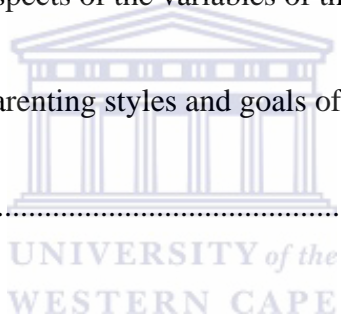 spects of the variables of th
arenting styles and goals of
..........................................
UNIVERSITY of the
WESTERN CAPE